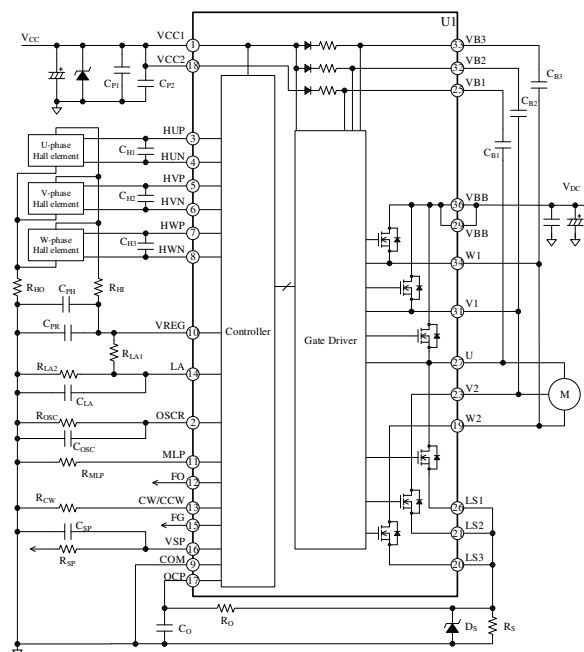 U1
VCC
VCC1
1
33
VB3
VCC2
18
32
VB2
25
VB1
CP1
CP2
CB3
CB2
CB1
HUP
3
U-phase
Hall element
CH1
HUN
4
HVP
5
V-phase
Hall element
CH2
HVN
6
HWP
7
W-phase
Hall element
CH3
HWN
8
VBB
36
VDC
29
VBB
34
W1
31
V1
27
U
23
V2
19
W2
M
RHO
CPH
RHI
CPR
VREG
10
Controller
Gate Driver
RLA1
RLA2
LA
14
CLA
ROSC
OSCR
2
COSC
MLP
11
RMLP
FO
12
RCW
CW/CCW
13
FG
15
CSP
VSP
16
RSP
COM
9
OCP
17
26
LS1
21
LS2
20
LS3
RO
CO
DS
RS